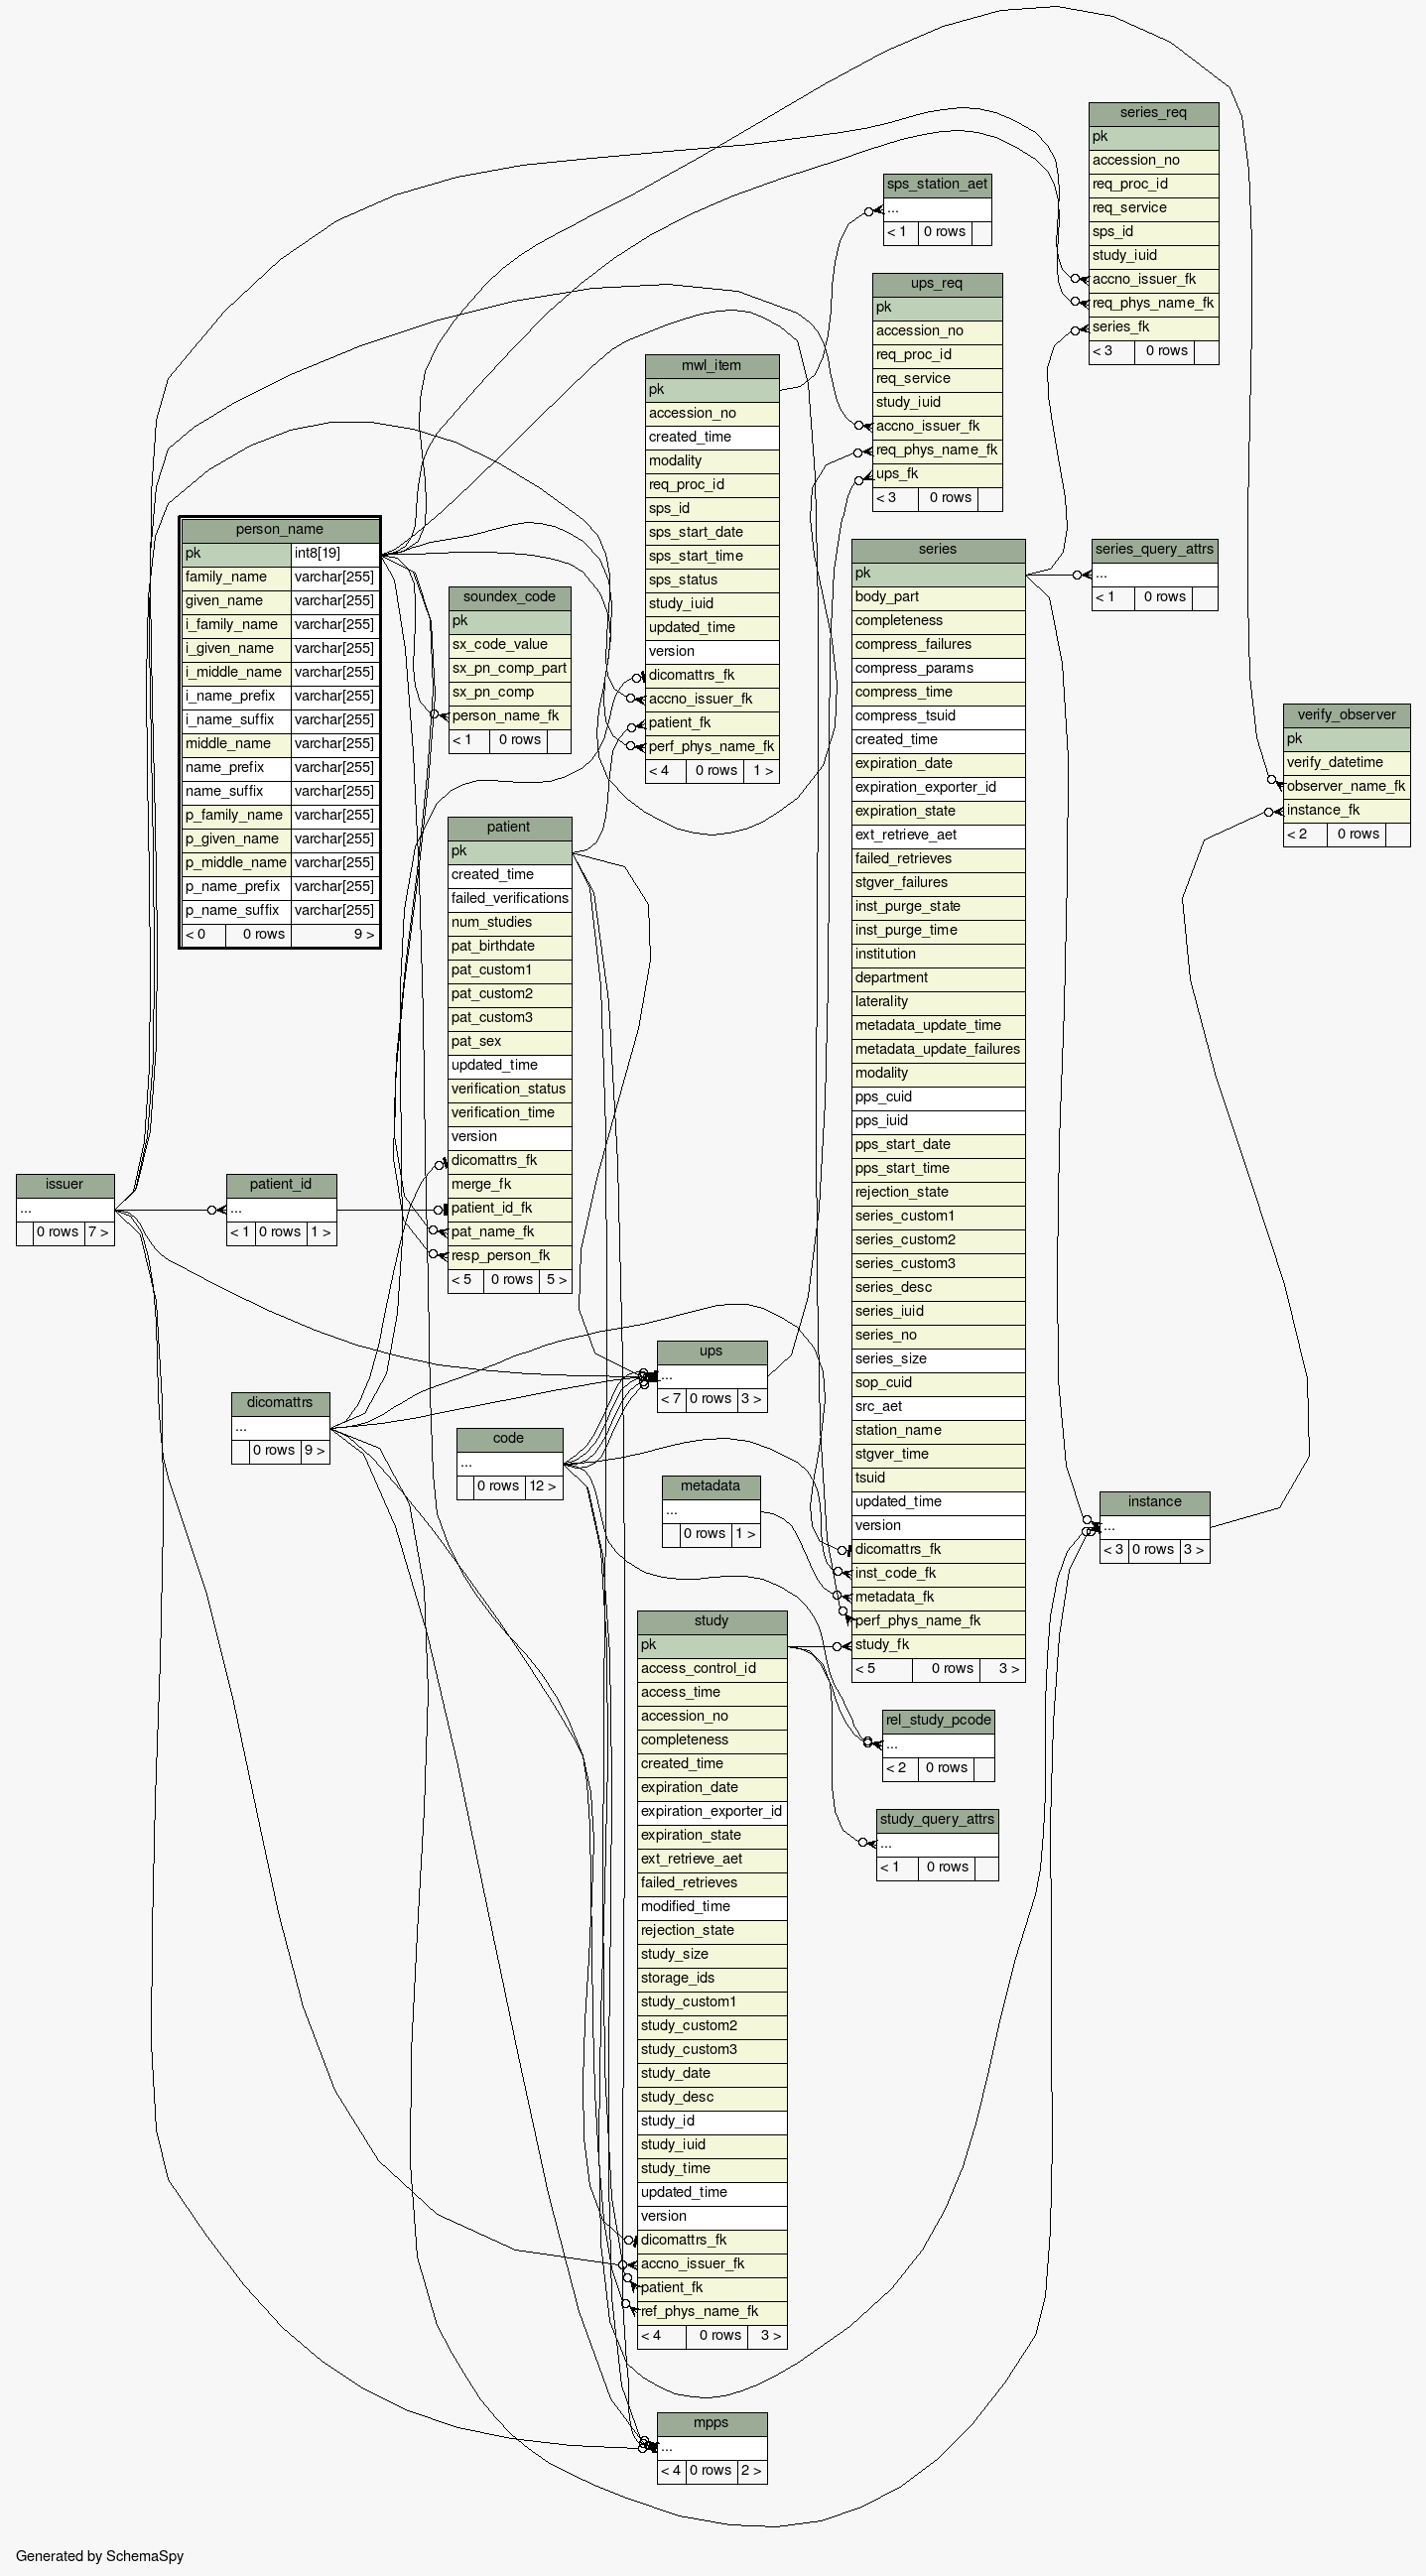 series_req
pk
accession_no
req_proc_id
req_service
sps_id
study_iuid
accno_issuer_fk
req_phys_name_fk
series_fk
< 3 0 rows
sps_station_aet
...
< 1 0 rows
ups_req
pk
accession_no
req_proc_id
req_service
study_iuid
accno_issuer_fk
req_phys_name_fk
ups_fk
< 3 0 rows
mwl_item
pk
accession_no
created_time
modality
req_proc_id
sps_id
sps_start_date
sps_start_time
sps_status
study_iuid
updated_time
version
dicomattrs_fk
accno_issuer_fk
patient_fk
perf_phys_name_fk
< 4 0 rows 1 >
person_name
pk int8[19]
family_name varchar[255]
given_name varchar[255]
i_family_name varchar[255]
i_given_name varchar[255]
i_middle_name varchar[255]
i_name_prefix varchar[255]
i_name_suffix varchar[255]
middle_name varchar[255]
name_prefix varchar[255]
name_suffix varchar[255]
p_family_name varchar[255]
p_given_name varchar[255]
p_middle_name varchar[255]
p_name_prefix varchar[255]
p_name_suffix varchar[255]
< 0 0 rows 9 >
soundex_code
pk
sx_code_value
sx_pn_comp_part
sx_pn_comp
person_name_fk
< 1 0 rows
series
pk
body_part
completeness
compress_failures
compress_params
compress_time
compress_tsuid
created_time
expiration_date
expiration_exporter_id
expiration_state
ext_retrieve_aet
failed_retrieves
stgver_failures
inst_purge_state
inst_purge_time
institution
department
laterality
metadata_update_time
metadata_update_failures
modality
pps_cuid
pps_iuid
pps_start_date
pps_start_time
rejection_state
series_custom1
series_custom2
series_custom3
series_desc
series_iuid
series_no
series_size
sop_cuid
src_aet
station_name
stgver_time
tsuid
updated_time
version
dicomattrs_fk
inst_code_fk
metadata_fk
perf_phys_name_fk
study_fk
< 5 0 rows 3 >
series_query_attrs
...
< 1 0 rows
verify_observer
pk
verify_datetime
observer_name_fk
instance_fk
< 2 0 rows
patient
pk
created_time
failed_verifications
num_studies
pat_birthdate
pat_custom1
pat_custom2
pat_custom3
pat_sex
updated_time
verification_status
verification_time
version
dicomattrs_fk
merge_fk
patient_id_fk
pat_name_fk
resp_person_fk
< 5 0 rows 5 >
issuer
...
0 rows 7 >
patient_id
...
< 1 0 rows 1 >
ups
...
< 7 0 rows 3 >
dicomattrs
...
0 rows 9 >
code
...
0 rows 12 >
metadata
...
0 rows 1 >
instance
...
< 3 0 rows 3 >
study
pk
access_control_id
access_time
accession_no
completeness
created_time
expiration_date
expiration_exporter_id
expiration_state
ext_retrieve_aet
failed_retrieves
modified_time
rejection_state
study_size
storage_ids
study_custom1
study_custom2
study_custom3
study_date
study_desc
study_id
study_iuid
study_time
updated_time
version
dicomattrs_fk
accno_issuer_fk
patient_fk
ref_phys_name_fk
< 4 0 rows 3 >
rel_study_pcode
...
< 2 0 rows
study_query_attrs
...
< 1 0 rows
mpps
...
< 4 0 rows 2 >
Generated by SchemaSpy